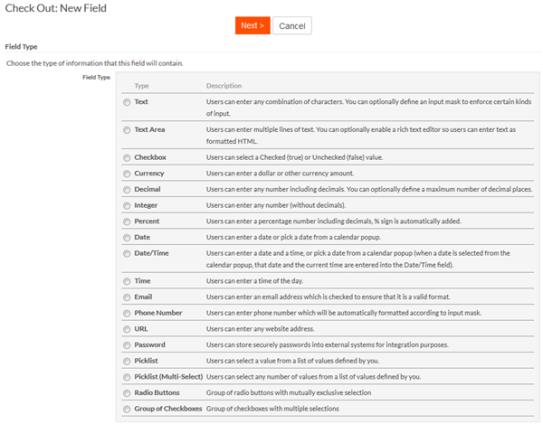 Check Out: New Field
Next > Cancel
Field Type
Choose the type of information that this field will contain.
Field Type
Type Description
Text Users can enter any combination of characters. You can optionally define an input mask to enforce certain kinds
of input.
Text Area Users can enter multiple lines of text. You can optionally enable a rich text editor so users can enter text as
formatted HTML.
Checkbox Users can select a Checked (true) or Unchecked (false) value.
Currency Users can enter a dollar or other currency amount.
Decimal Users can enter any number including decimals. You can optionally define a maximum number of decimal places.
Integer Users can enter any number (without decimals).
Percent Users can enter a percentage number including decimals, % sign is automatically added.
Date Users can enter a date or pick a date from a calendar popup.
Date/Time Users can enter a date and a time, or pick a date from a calendar popup (when a date is selected from the
calendar popup, that date and the current time are entered into the Date/Time field).
Time Users can enter a time of the day.
Email Users can enter an email address which is checked to ensure that it is a valid format.
Phone Number Users can enter phone number which will be automatically formatted according to input mask.
URL Users can enter any website address.
Password Users can store securely passwords into external systems for integration purposes.
Picklist Users can select a value from a list of values defined by you.
Picklist (Multi-Select) Users can select any number of values from a list of values defined by you.
Radio Buttons Group of radio buttons with mutually exclusive selection
Group of Checkboxes Group of checkboxes with multiple selections